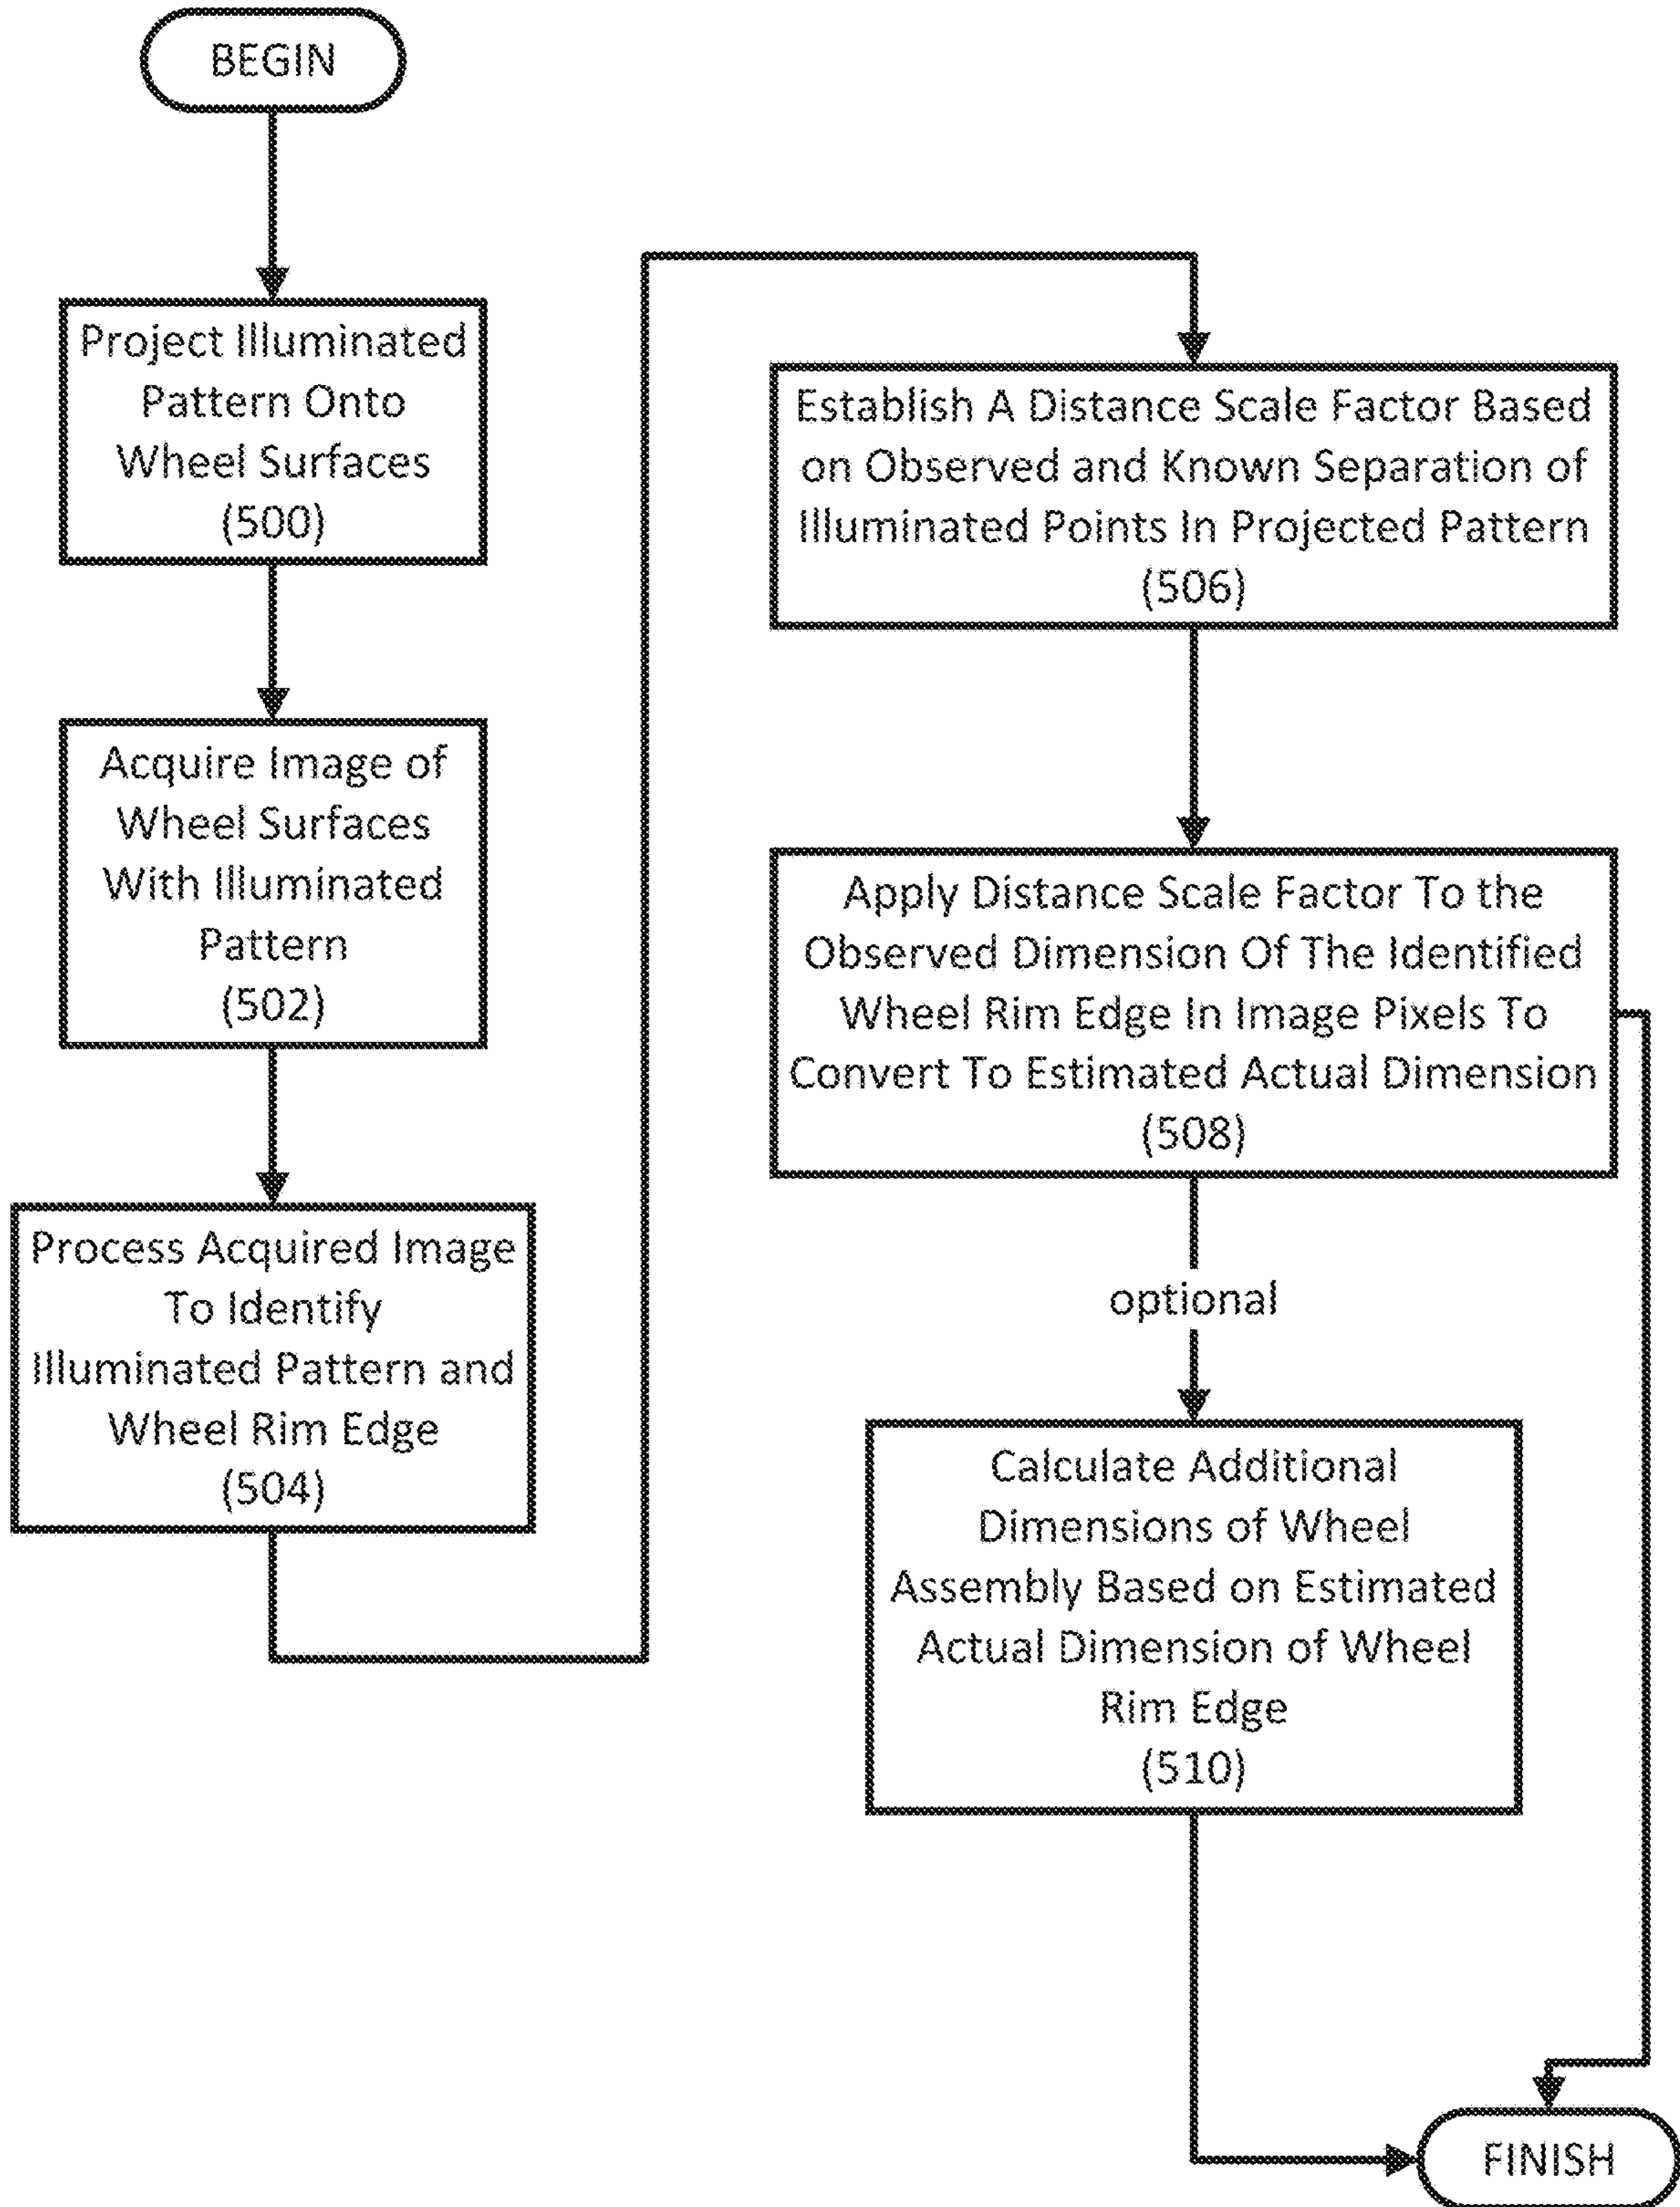 BEGIN
Project Illuminated
Pattern Onto
Wheel Surfaces
(500)
Acquire Image of
Wheel Surfaces
With Illuminated
Pattern
(502)
Process Acquired Image
To Identify
Illuminated Pattern and
Wheel Rim Edge
(504)
Establish A Distance Scale Factor Based
on Observed and Known Separation of
Illuminated Points In Projected Pattern
(506)
Apply Distance Scale Factor To the
Observed Dimension Of The Identified
Wheel Rim Edge In Image Pixels To
Convert To Estimated Actual Dimension
(508)
optional
Calculate Additional
Dimensions of Wheel
Assembly Based on Estimated
Actual Dimension of Wheel
Rim Edge
(510)
FINISH